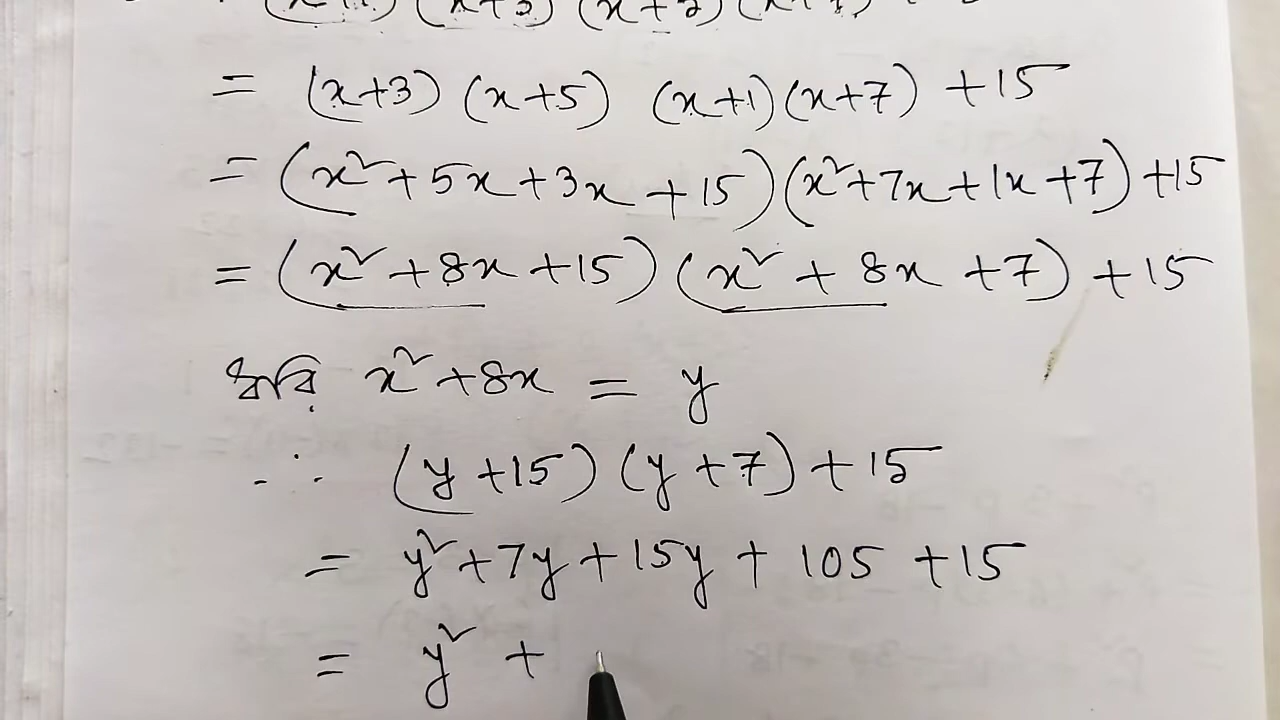 = (x+3) (x+5) (x+1) (x+7) +15
= (x²+5x+3x+15)(x²+7x+1x+7)+15
= (x²+8x+15) (x²+8x+7) +15
ধরি, x²+8x = y
∴ (y+15) (y+7)+15
= y²+7y+15y+105+15
= y² +